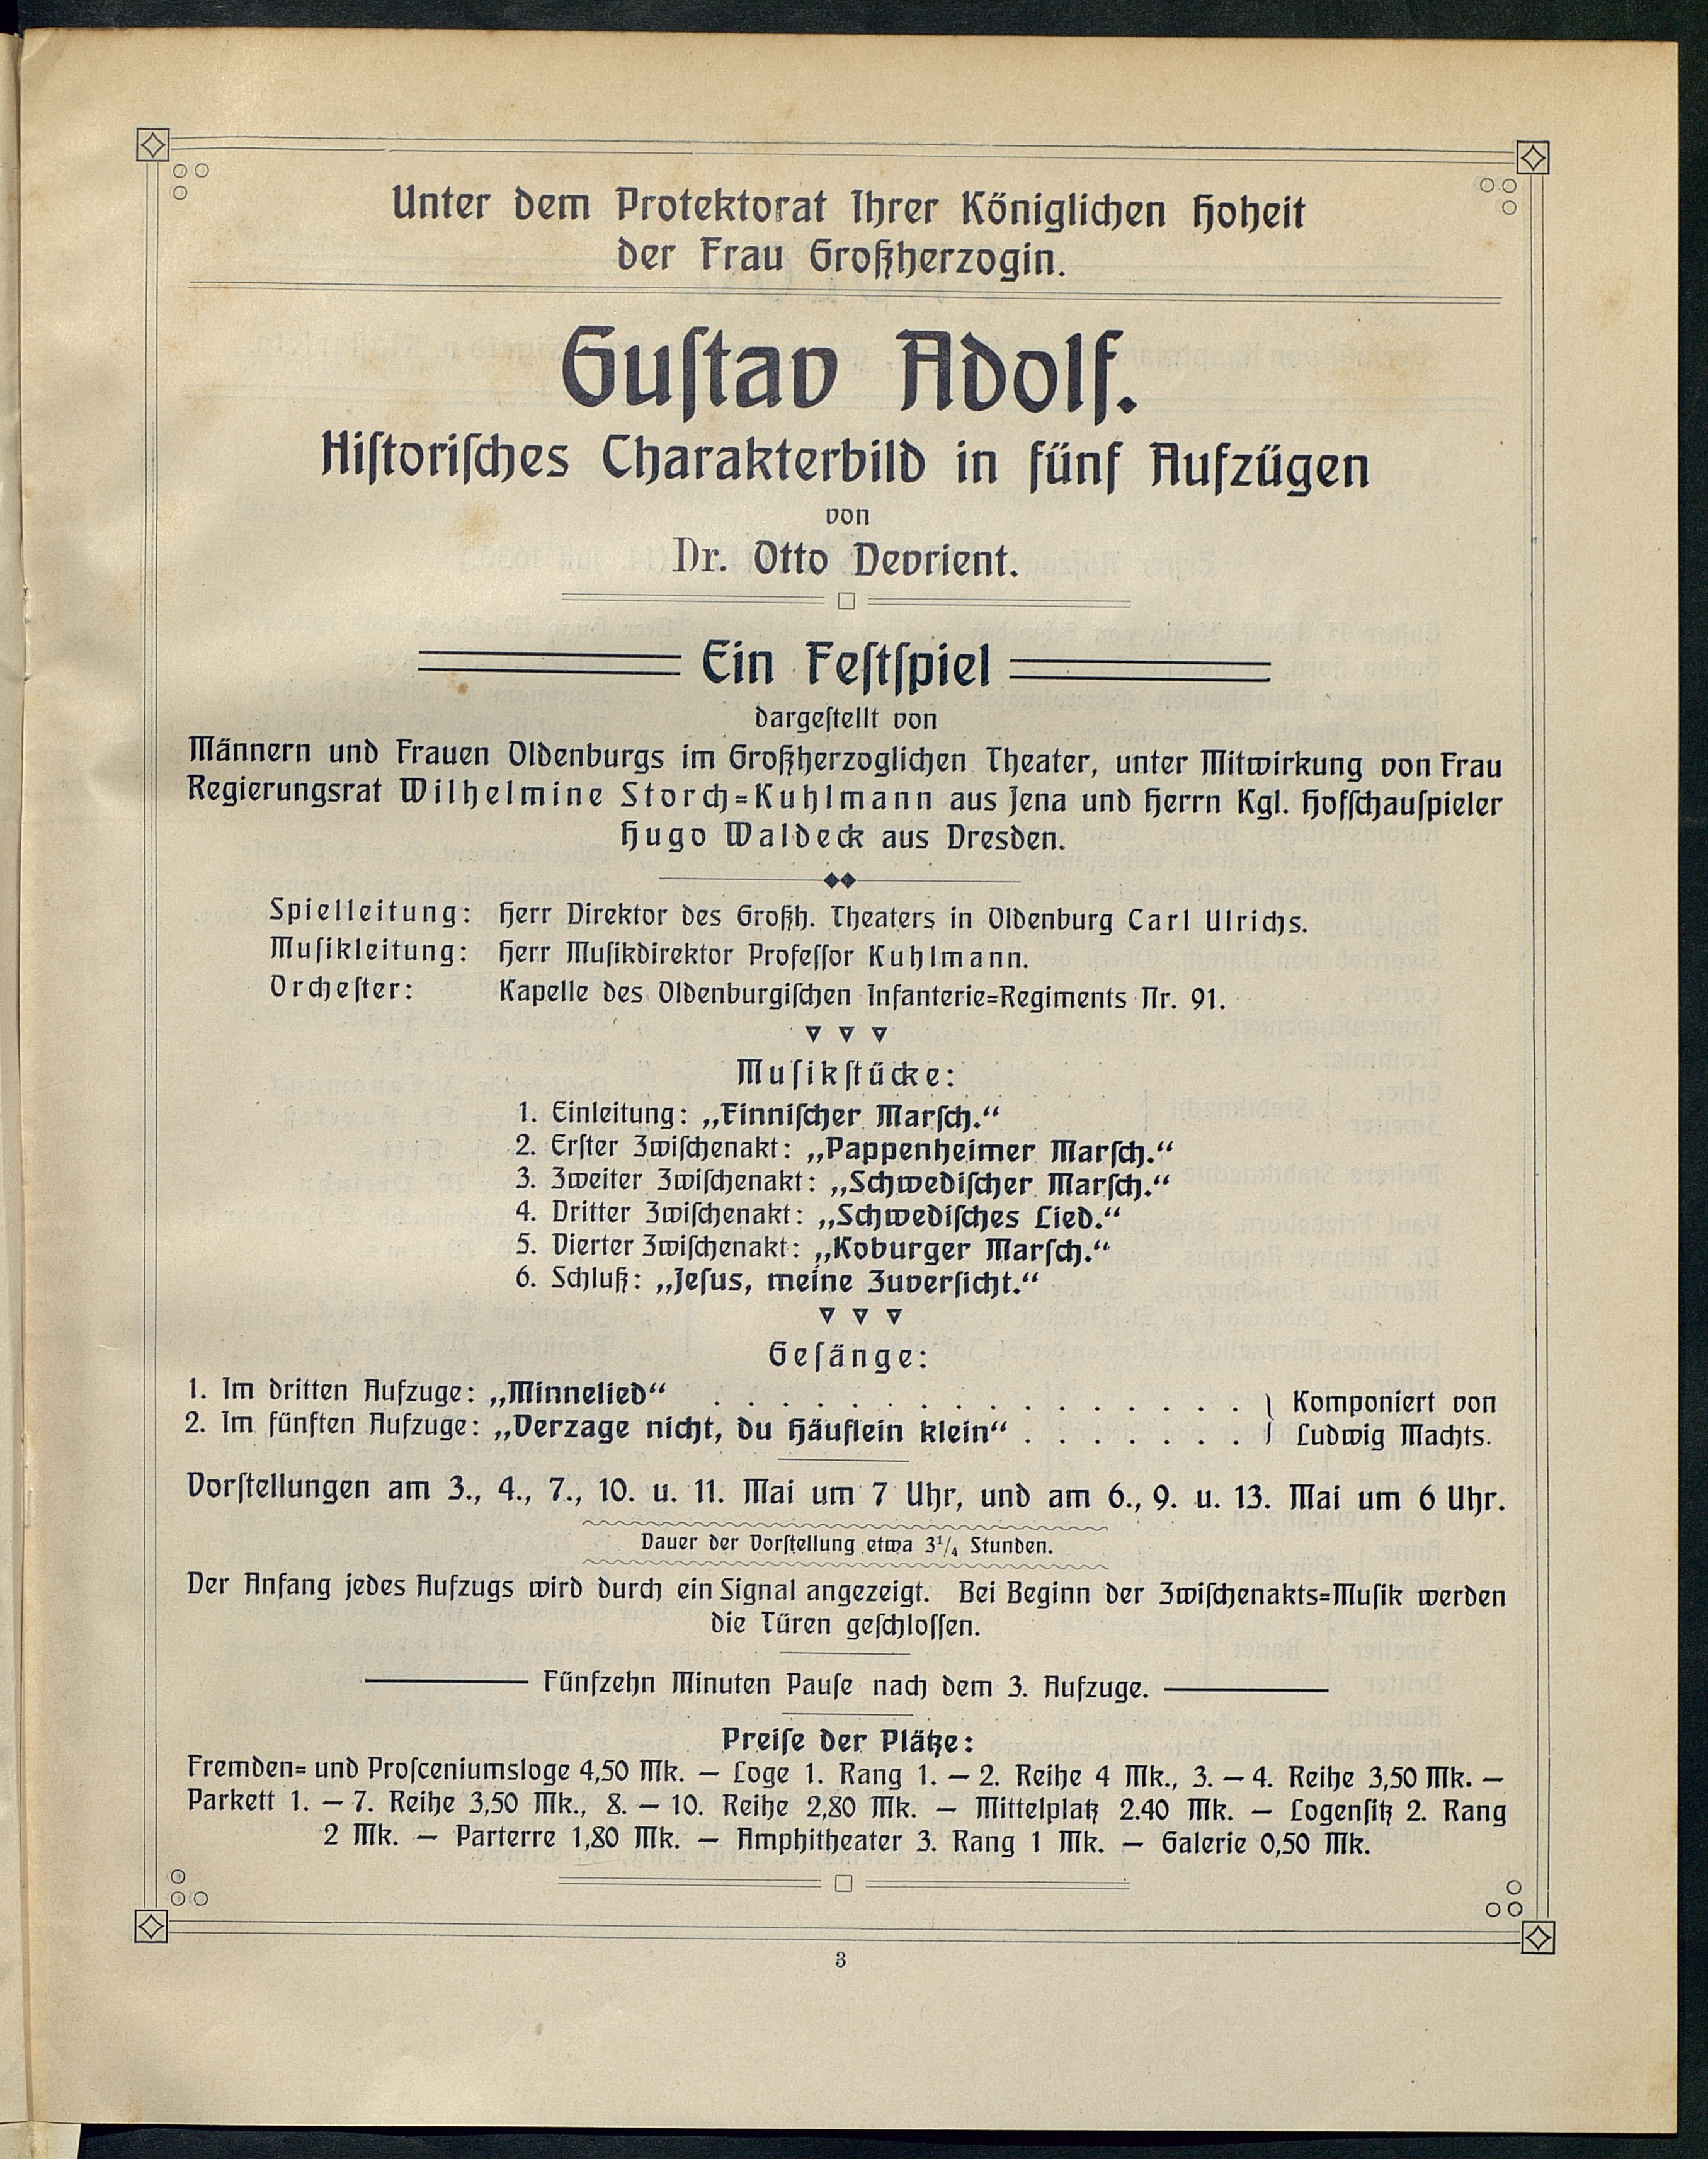 Unter dem Protektorat Ihrer Königlichen Hoheit
der Frau Großherzogin.
Guſtav Adolf.
Hiſtoriſches Charakterbild in fünf Aufzügen
von
Dr. Otto Devrient.
Ein Feſtſpiel
dargeſtellt von
Männern und Frauen Oldenburgs im Großherzoglichen Theater, unter Mitwirkung von Frau
Regierungsrat Wilhelmine Storch=Kuhlmann aus Jena und Herrn Kgl. Hofſchauſpieler
Hugo Waldeck aus Dresden.
Spielleitung: Herr Direktor des Großh. Theaters in Oldenburg Carl Ulrichs.
Muſikleitung: Herr Muſikdirektor Profeſſor Kuhlmann.
Orcheſter: Kapelle des Oldenburgiſchen Infanterie=Regiments Nr. 91.
Muſikſtücke:
1. Einleitung: „Finniſcher Marſch.“
2. Erſter Zwiſchenakt: „Pappenheimer Marſch.“
3. Zweiter Zwiſchenakt: „Schwediſcher Marſch.“
4. Dritter Zwiſchenakt: „Schwediſches Lied.“
5. Vierter Zwiſchenakt: „Koburger Marſch.“
6. Schluß: „Jeſus, meine Zuverſicht.“
Geſänge:
1. Im dritten Aufzuge: „Minnelied“ . . . . . . . . . . . . . . . . Komponiert von
2. Im fünften Aufzuge: „Verzage nicht, du Häuflein klein“ . . . . . . . Ludwig Machts.
Vorſtellungen am 3., 4., 7., 10. u. 11. Mai um 7 Uhr, und am 6., 9. u. 13. Mai um 6 Uhr.
Dauer der Vorſtellung etwa 3¹/₄ Stunden.
Der Anfang jedes Aufzugs wird durch ein Signal angezeigt. Bei Beginn der Zwiſchenakts=Muſik werden
die Türen geſchloſſen.
Fünfzehn Minuten Pauſe nach dem 3. Aufzuge.
Preiſe der Plätze:
Fremden= und Proſceniumsloge 4,50 Mk. — Loge 1. Rang 1. — 2. Reihe 4 Mk., 3. — 4. Reihe 3,50 Mk. —
Parkett 1. — 7. Reihe 3,50 Mk., 8. — 10. Reihe 2,80 Mk. — Mittelplatz 2.40 Mk. — Logenſitz 2. Rang
2 Mk. — Parterre 1,80 Mk. — Amphitheater 3. Rang 1 Mk. — Galerie 0,50 Mk.
3